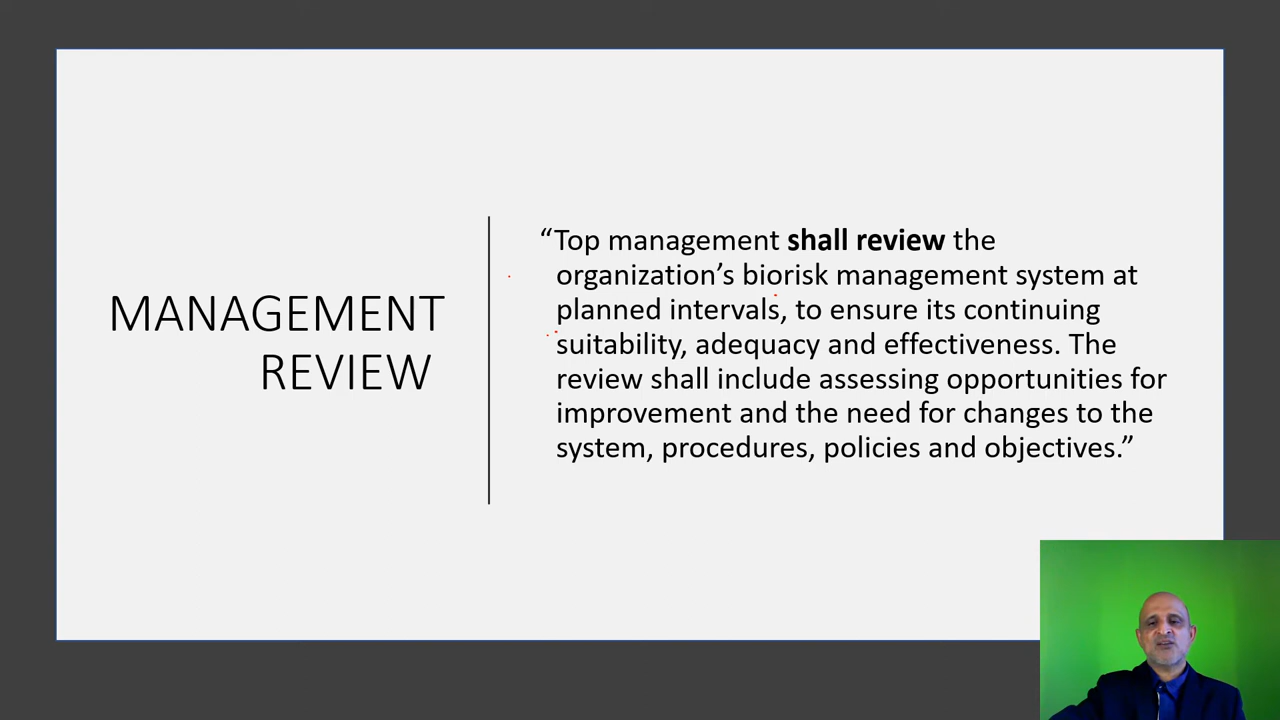 MANAGEMENT
REVIEW
“Top management shall review the
organization’s biorisk management system at
planned intervals, to ensure its continuing
suitability, adequacy and effectiveness. The
review shall include assessing opportunities for
improvement and the need for changes to the
system, procedures, policies and objectives.”